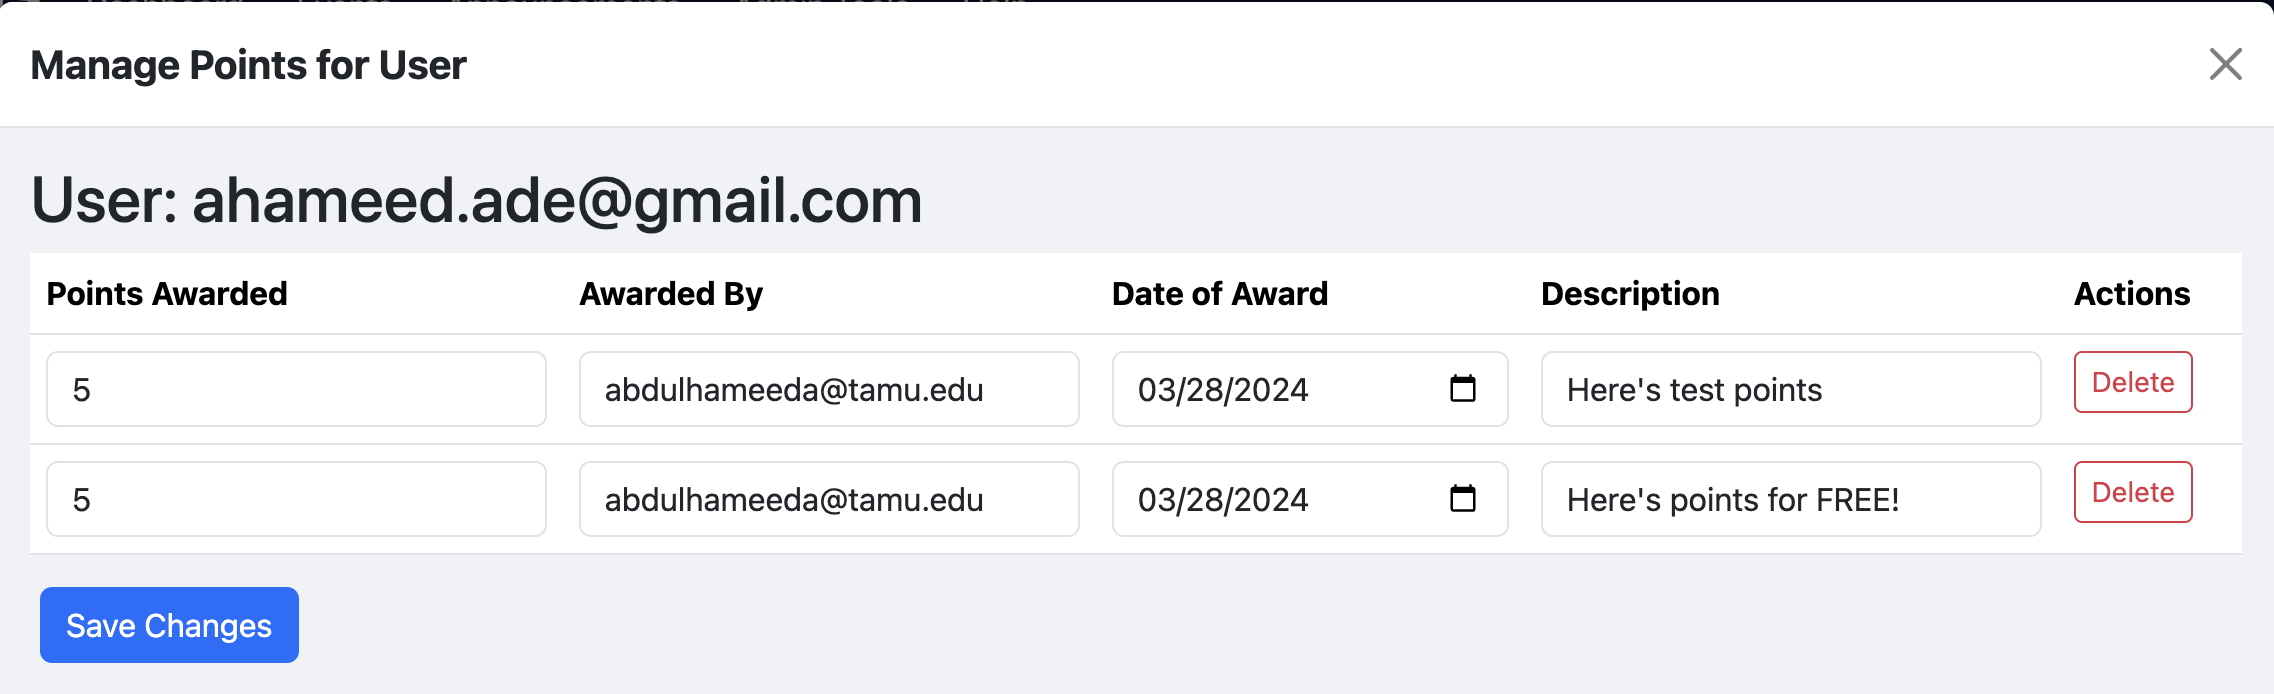 Manage Points for User
User: ahameed.ade@gmail.com
Points Awarded Awarded By Date of Award Description Actions
5 abdulhameeda@tamu.edu 03/28/2024 Here's test points Delete
5 abdulhameeda@tamu.edu 03/28/2024 Here's points for FREE! Delete
Save Changes